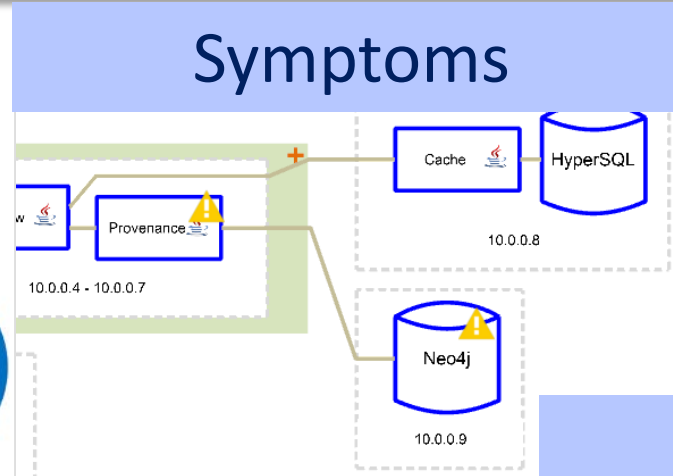 Symptoms
Cache
HyperSQL
w
Provenance
10.0.0.8
10.0.0.4 - 10.0.0.7
Neo4j
10.0.0.9